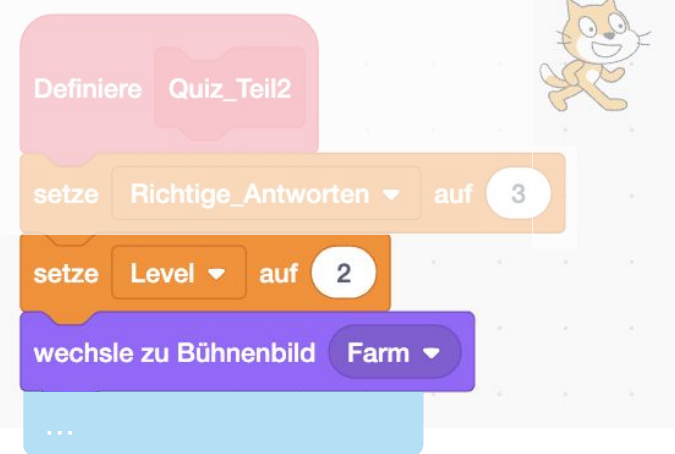 Definiere Quiz_Teil2
setze Richtige_Antworten auf 3
setze Level auf 2
wechsle zu Bühnenbild Farm
...